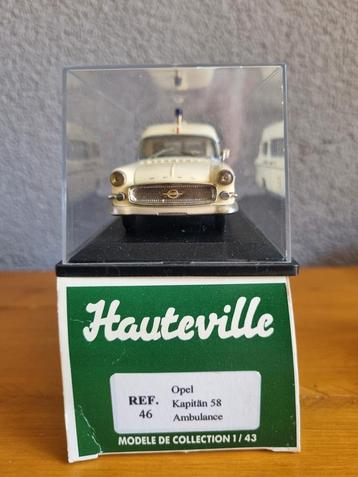 Hauteville
REF.
46
Opel
Kapitän 58
Ambulance
MODELE DE COLLECTION 1/43